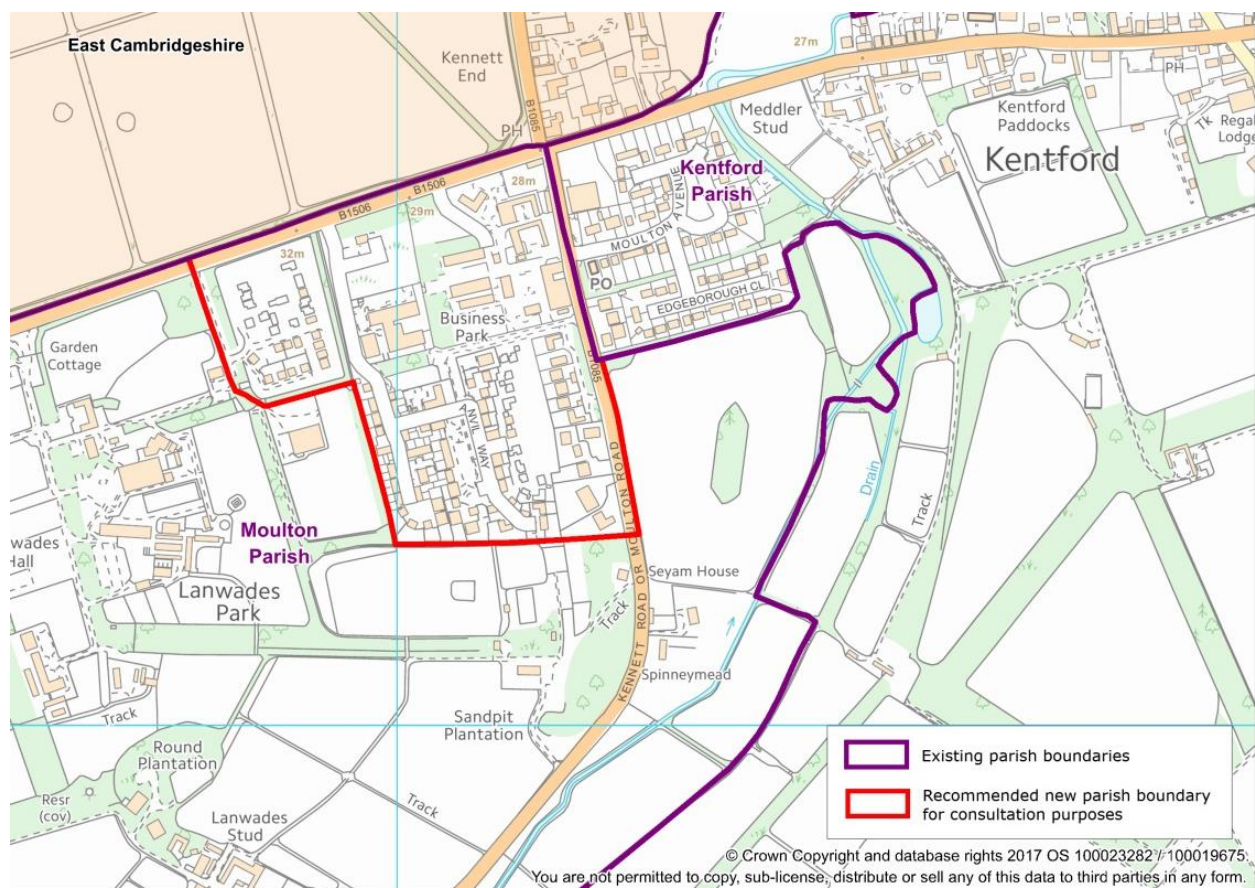 East Cambridgeshire
Kennett
End
27m
PH
Meddler
Stud
Kentford
Paddocks
Tk
Regal
Lodge
B1085
PH
Kentford
Kentford
Parish
B1506
B1506
28m
29m
32m
MOULTON AVENUE
PO
EDGEBOROUGH CL
Business
Park
Garden
Cottage
B1085
ANVIL WAY
KENNETT ROAD OR MOULTON ROAD
Drain
Track
Moulton
Parish
Lanwades
Park
Seyam House
Track
Spinneymead
Sandpit
Plantation
Track
Round
Plantation
Resr
(cov)
Lanwades
Stud
Track
Existing parish boundaries
Recommended new parish boundary
for consultation purposes
© Crown Copyright and database rights 2017 OS 100023282 / 100019675
You are not permitted to copy, sub-license, distribute or sell any of this data to third parties in any form.